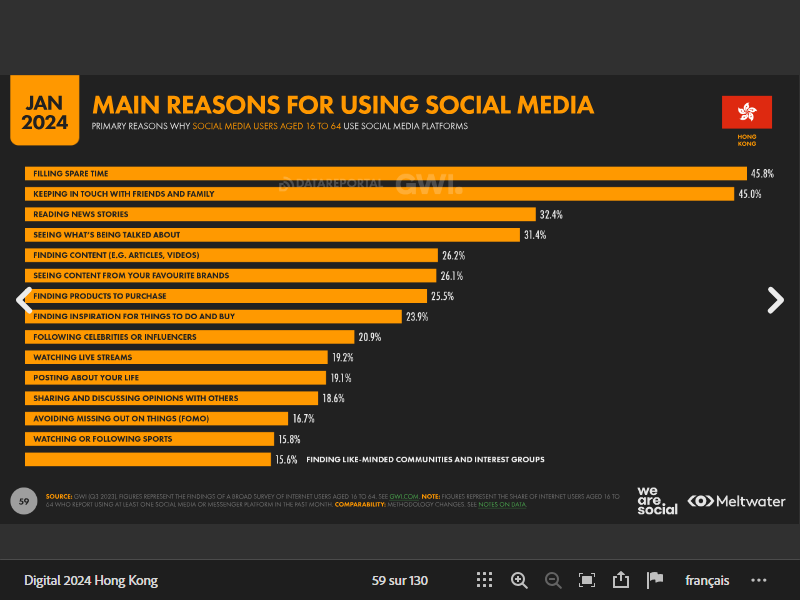 JAN
2024
MAIN REASONS FOR USING SOCIAL MEDIA
PRIMARY REASONS WHY SOCIAL MEDIA USERS AGED 16 TO 64 USE SOCIAL MEDIA PLATFORMS
HONG
KONG
FILLING SPARE TIME 45.8%
DATAREPORTAL GWI.
KEEPING IN TOUCH WITH FRIENDS AND FAMILY 45.0%
READING NEWS STORIES 32.4%
SEEING WHAT'S BEING TALKED ABOUT 31.4%
FINDING CONTENT (E.G. ARTICLES, VIDEOS) 26.2%
SEEING CONTENT FROM YOUR FAVOURITE BRANDS 26.1%
FINDING PRODUCTS TO PURCHASE 25.5%
FINDING INSPIRATION FOR THINGS TO DO AND BUY 23.9%
FOLLOWING CELEBRITIES OR INFLUENCERS 20.9%
WATCHING LIVE STREAMS 19.2%
POSTING ABOUT YOUR LIFE 19.1%
SHARING AND DISCUSSING OPINIONS WITH OTHERS 18.6%
AVOIDING MISSING OUT ON THINGS (FOMO) 16.7%
WATCHING OR FOLLOWING SPORTS 15.8%
15.6% FINDING LIKE-MINDED COMMUNITIES AND INTEREST GROUPS
59
SOURCE: GWI (Q3 2023). FIGURES REPRESENT THE FINDINGS OF A BROAD SURVEY OF INTERNET USERS AGED 16 TO 64. SEE GWI.COM. NOTE: FIGURES REPRESENT THE SHARE OF INTERNET USERS AGED 16 TO
64 WHO REPORT USING AT LEAST ONE SOCIAL MEDIA OR MESSENGER PLATFORM IN THE PAST MONTH. COMPARABILITY: METHODOLOGY CHANGES. SEE NOTES ON DATA.
we
are.
social
Meltwater
Digital 2024 Hong Kong
59 sur 130
français